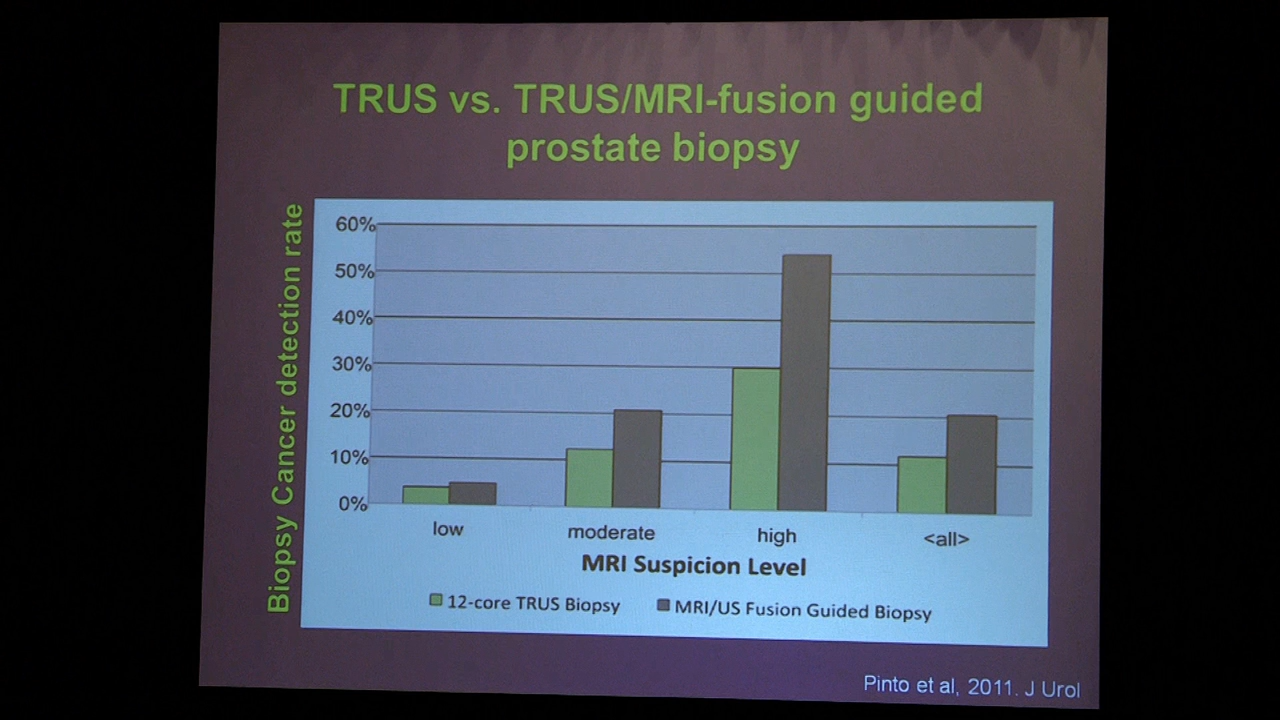 TRUS vs. TRUS/MRI-fusion guided
prostate biopsy
Biopsy Cancer detection rate
60%
50%
40%
30%
20%
10%
0%
low moderate high <all>
MRI Suspicion Level
12-core TRUS Biopsy MRI/US Fusion Guided Biopsy
Pinto et al, 2011. J Urol